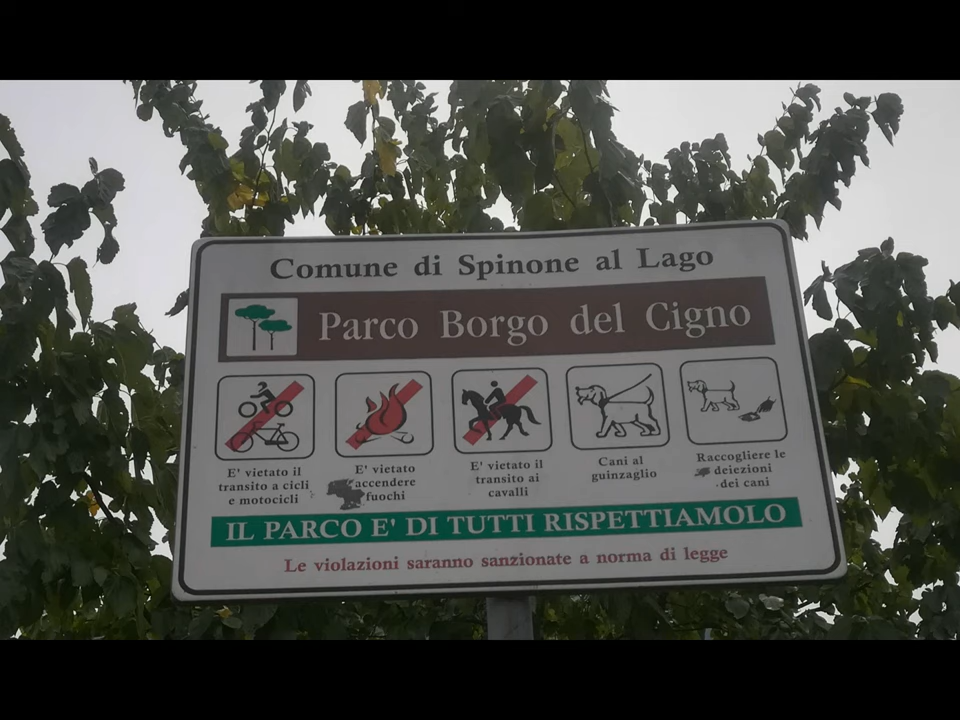 Comune di Spinone al Lago
Parco Borgo del Cigno
E' vietato il
transito a cicli
e motocicli
E' vietato
accendere
fuochi
E' vietato il
transito ai
cavalli
Cani al
guinzaglio
Raccogliere le
deiezioni
dei cani
IL PARCO E' DI TUTTI RISPETTIAMOLO
Le violazioni saranno sanzionate a norma di legge